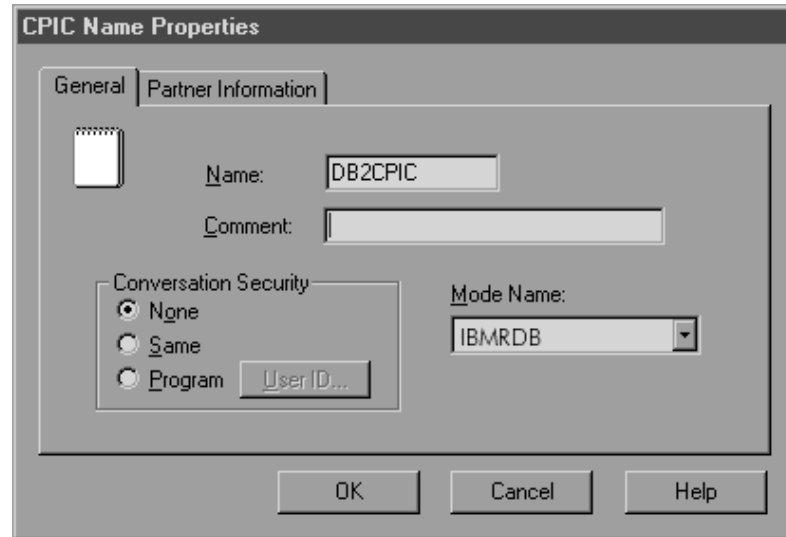 CPIC Name Properties
General Partner Information
Name: DB2CPIC
Comment:
Conversation Security
None
Same
Program User ID...
Mode Name:
IBMRDB
OK Cancel Help